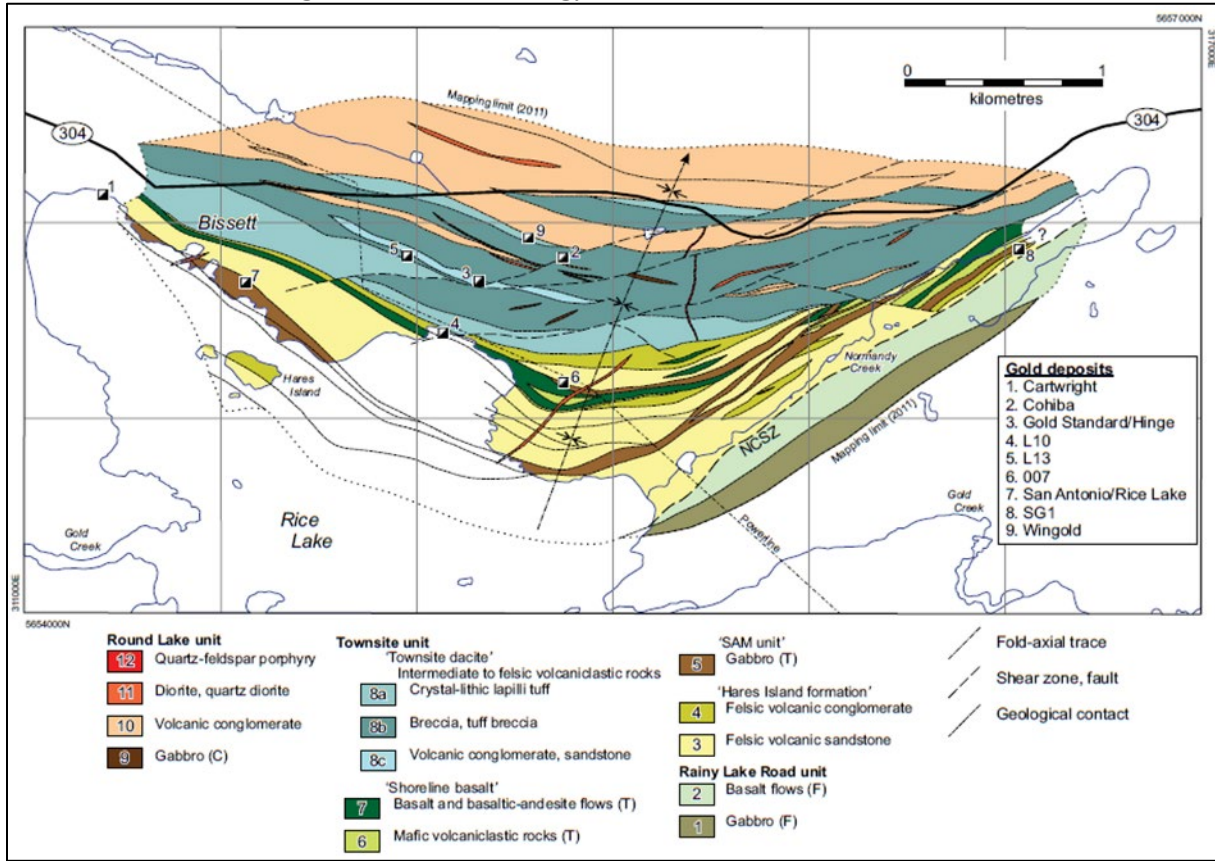 5657000N
317000E
0 1
kilometres
Mapping limit (2011)
304
304
1
Bissett
9
5
2
3
?
8
7
4
6
Normandy
Creek
Hares
Island
NCSZ
Mapping limit (2011)
Gold deposits
1. Cartwright
2. Cohiba
3. Gold Standard/Hinge
4. L10
5. L13
6. 007
7. San Antonio/Rice Lake
8. SG1
9. Wingold
Rice
Lake
Gold
Creek
Powerline
Gold
Creek
311000E
5654000N
Round Lake unit
12 Quartz-feldspar porphyry
11 Diorite, quartz diorite
10 Volcanic conglomerate
9 Gabbro (C)
Townsite unit
'Townsite dacite'
Intermediate to felsic volcaniclastic rocks
8a Crystal-lithic lapilli tuff
8b Breccia, tuff breccia
8c Volcanic conglomerate, sandstone
'Shoreline basalt'
7 Basalt and basaltic-andesite flows (T)
6 Mafic volcaniclastic rocks (T)
'SAM unit'
5 Gabbro (T)
'Hares Island formation'
4 Felsic volcanic conglomerate
3 Felsic volcanic sandstone
Rainy Lake Road unit
2 Basalt flows (F)
1 Gabbro (F)
Fold-axial trace
Shear zone, fault
Geological contact